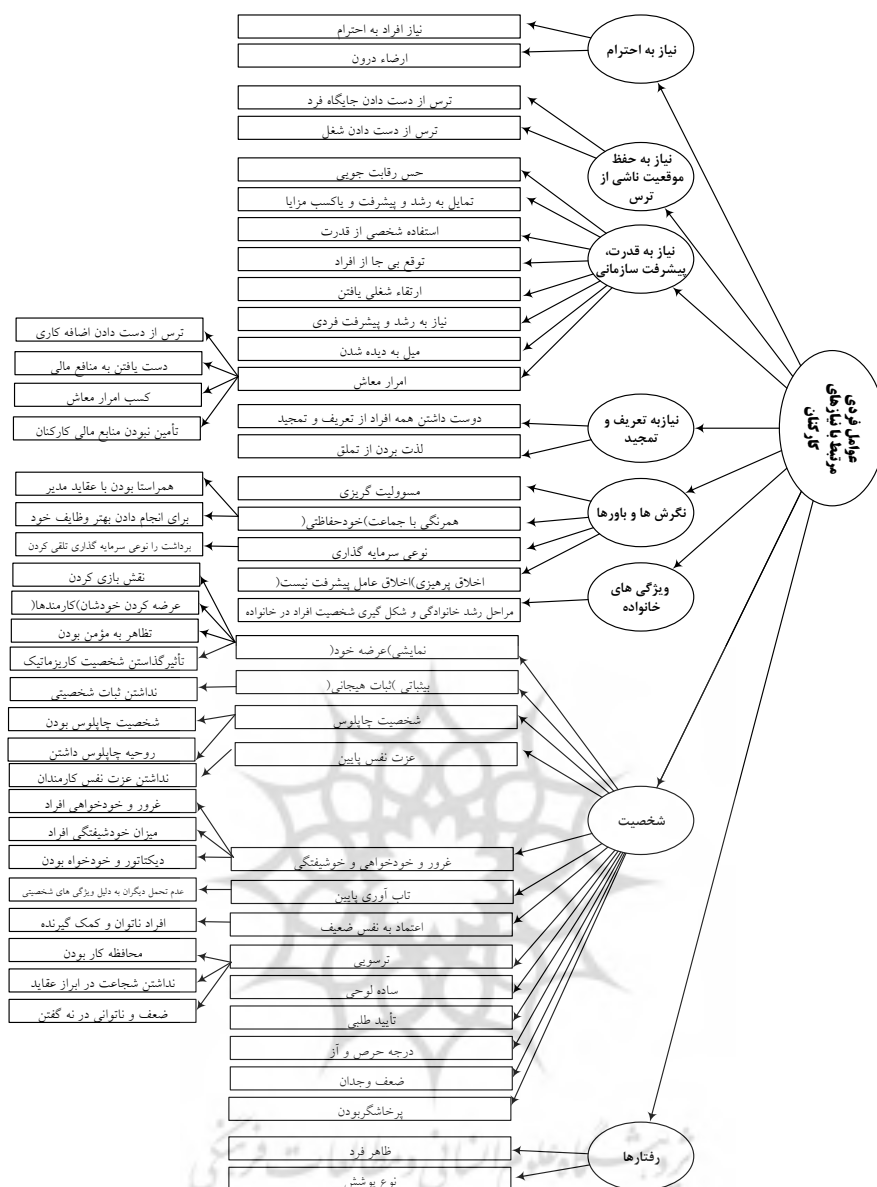 عوامل فردی
مرتبط با نیازهای
کارکنان
نیاز به احترام
نیاز افراد به احترام
ارضاء درون
نیاز به حفظ
موقعیت ناشی از
ترس
ترس از دست دادن جایگاه فرد
ترس از دست دادن شغل
نیاز به قدرت،
پیشرفت سازمانی
حس رقابت جویی
تمایل به رشد و پیشرفت و یاکسب مزایا
استفاده شخصی از قدرت
توقع بی جا از افراد
ارتقاء شغلی یافتن
نیاز به رشد و پیشرفت فردی
میل به دیده شدن
امرار معاش
ترس از دست دادن اضافه کاری
دست یافتن به منافع مالی
کسب امرار معاش
تأمین نبودن منابع مالی کارکنان
نیازبه تعریف و
تمجید
دوست داشتن همه افراد از تعریف و تمجید
لذت بردن از تملق
نگرش ها و باورها
مسوولیت گریزی
همرنگی با جماعت)خودحفاظتی(
همراستا بودن با عقاید مدیر
برای انجام دادن بهتر وظایف خود
نوعی سرمایه گذاری
برداشت را نوعی سرمایه گذاری تلقی کردن
اخلاق پرهیزی)اخلاق عامل پیشرفت نیست(
ویژگی های
خانواده
مراحل رشد خانوادگی و شکل گیری شخصیت افراد در خانواده
شخصیت
نمایشی)عرضه خود(
نقش بازی کردن
عرضه کردن خودشان)کارمندها(
تظاهر به مؤمن بودن
تأثیرگذاستن شخصیت کاریزماتیک
بیثباتی )ثبات هیجانی(
نداشتن ثبات شخصیتی
شخصیت چاپلوس
شخصیت چاپلوس بودن
روحیه چاپلوس داشتن
عزت نفس پایین
نداشتن عزت نفس کارمندان
غرور و خودخواهی و خوشیفتگی
غرور و خودخواهی افراد
میزان خودشیفتگی افراد
دیکتاتور و خودخواه بودن
تاب آوری پایین
عدم تحمل دیگران به دلیل ویژگی های شخصیتی
اعتماد به نفس ضعیف
افراد ناتوان و کمک گیرنده
ترسویی
محافظه کار بودن
نداشتن شجاعت در ابراز عقاید
ضعف و ناتوانی در نه گفتن
ساده لوحی
تأیید طلبی
درجه حرص و آز
ضعف وجدان
پرخاشگربودن
رفتارها
ظاهر فرد
نوع پوشش
پژوهشگاه علوم انسانی و مطالعات فرهنگی